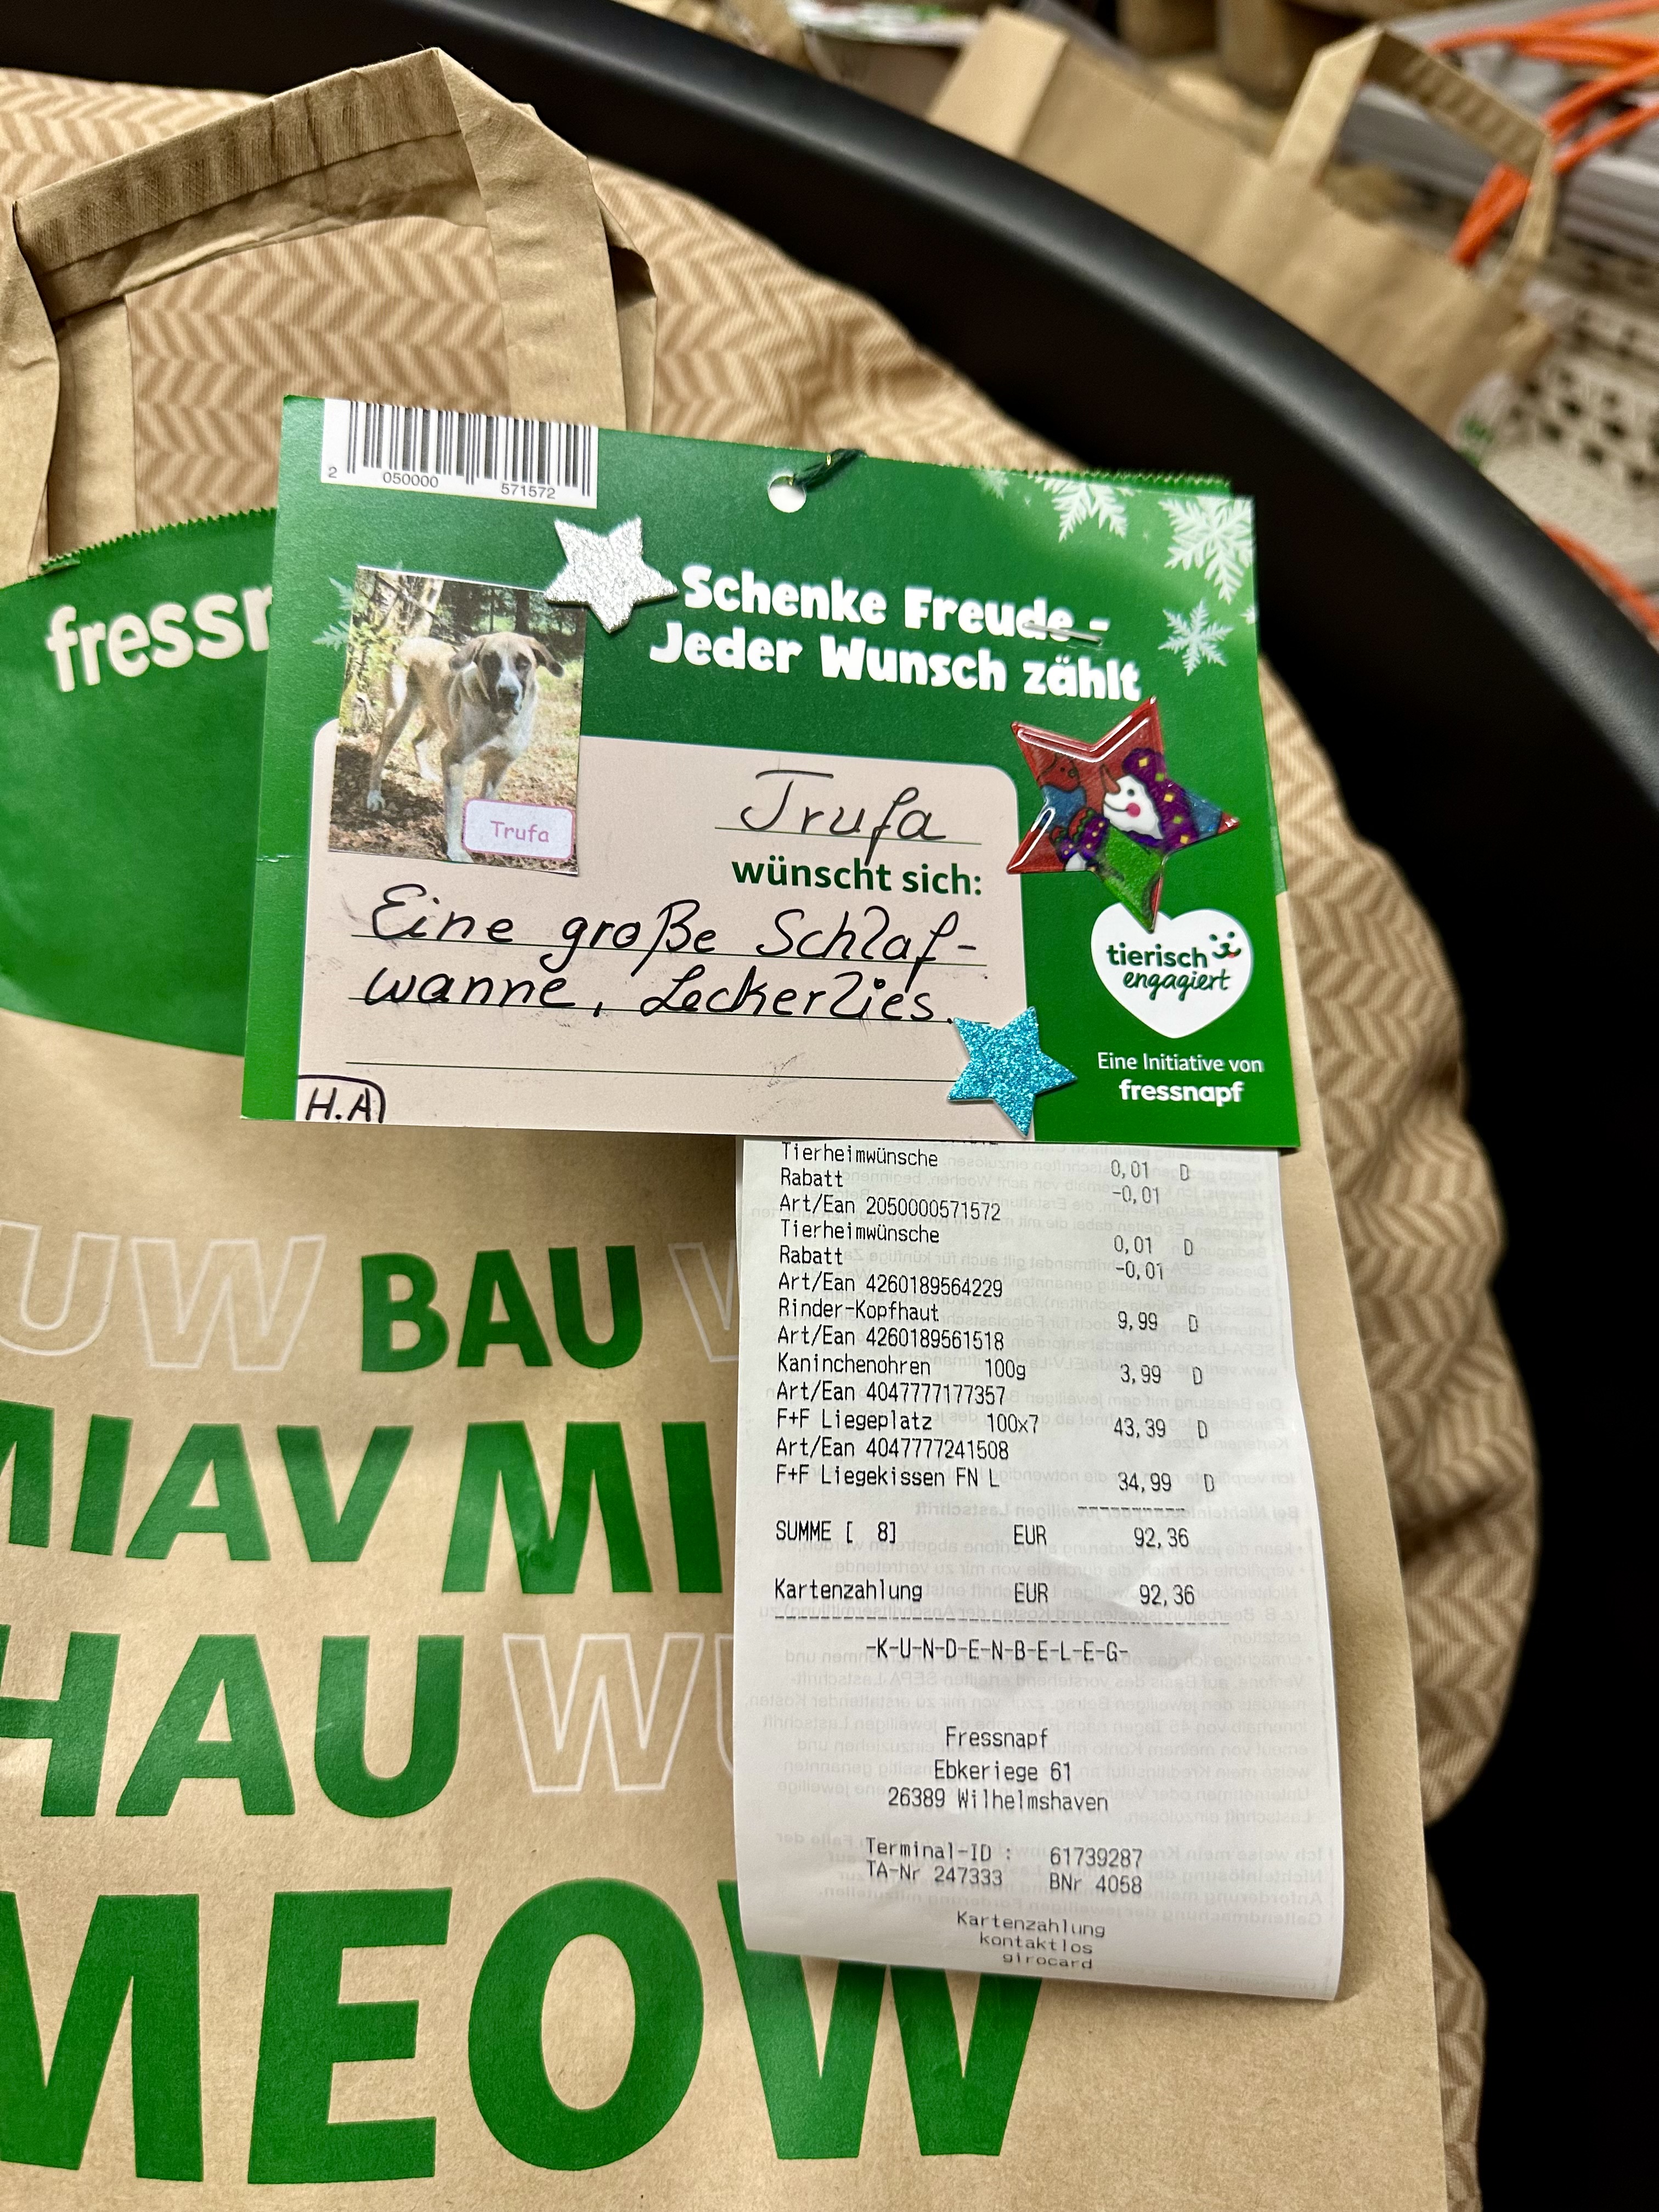 2 050000 571572
Schenke Freude -
Jeder Wunsch zählt
Trufa
Trufa
wünscht sich:
Eine große Schlaf-
wanne, Leckerlies.
H.A
tierisch
engagiert
Eine Initiative von
fressnapf
fressn
Tierheimwünsche 0,01 D
Rabatt -0,01
Art/Ean 2050000571572
Tierheimwünsche 0,01 D
Rabatt -0,01
Art/Ean 4260189564229
Rinder-Kopfhaut 9,99 D
Art/Ean 4260189561518
Kaninchenohren 100g 3,99 D
Art/Ean 4047777177357
F+F Liegeplatz 100x7 43,39 D
Art/Ean 4047777241508
F+F Liegekissen FN L 34,99 D
SUMME [ 8] EUR 92,36
Kartenzahlung EUR 92,36
-K-U-N-D-E-N-B-E-L-E-G-
Fressnapf
Ebkeriege 61
26389 Wilhelmshaven
Terminal-ID : 61739287
TA-Nr 247333 BNr 4058
Kartenzahlung
kontaktlos
girocard
UW BAU W
MIAV MI
HAU WU
MEOW